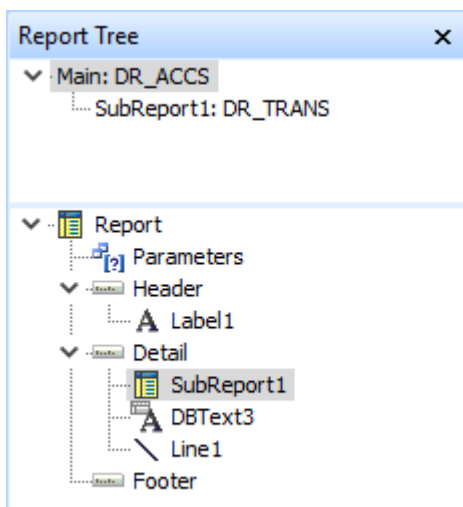 Report Tree
Main: DR_ACCS
SubReport1: DR_TRANS
Report
Parameters
Header
Label1
Detail
SubReport1
DBText3
Line1
Footer